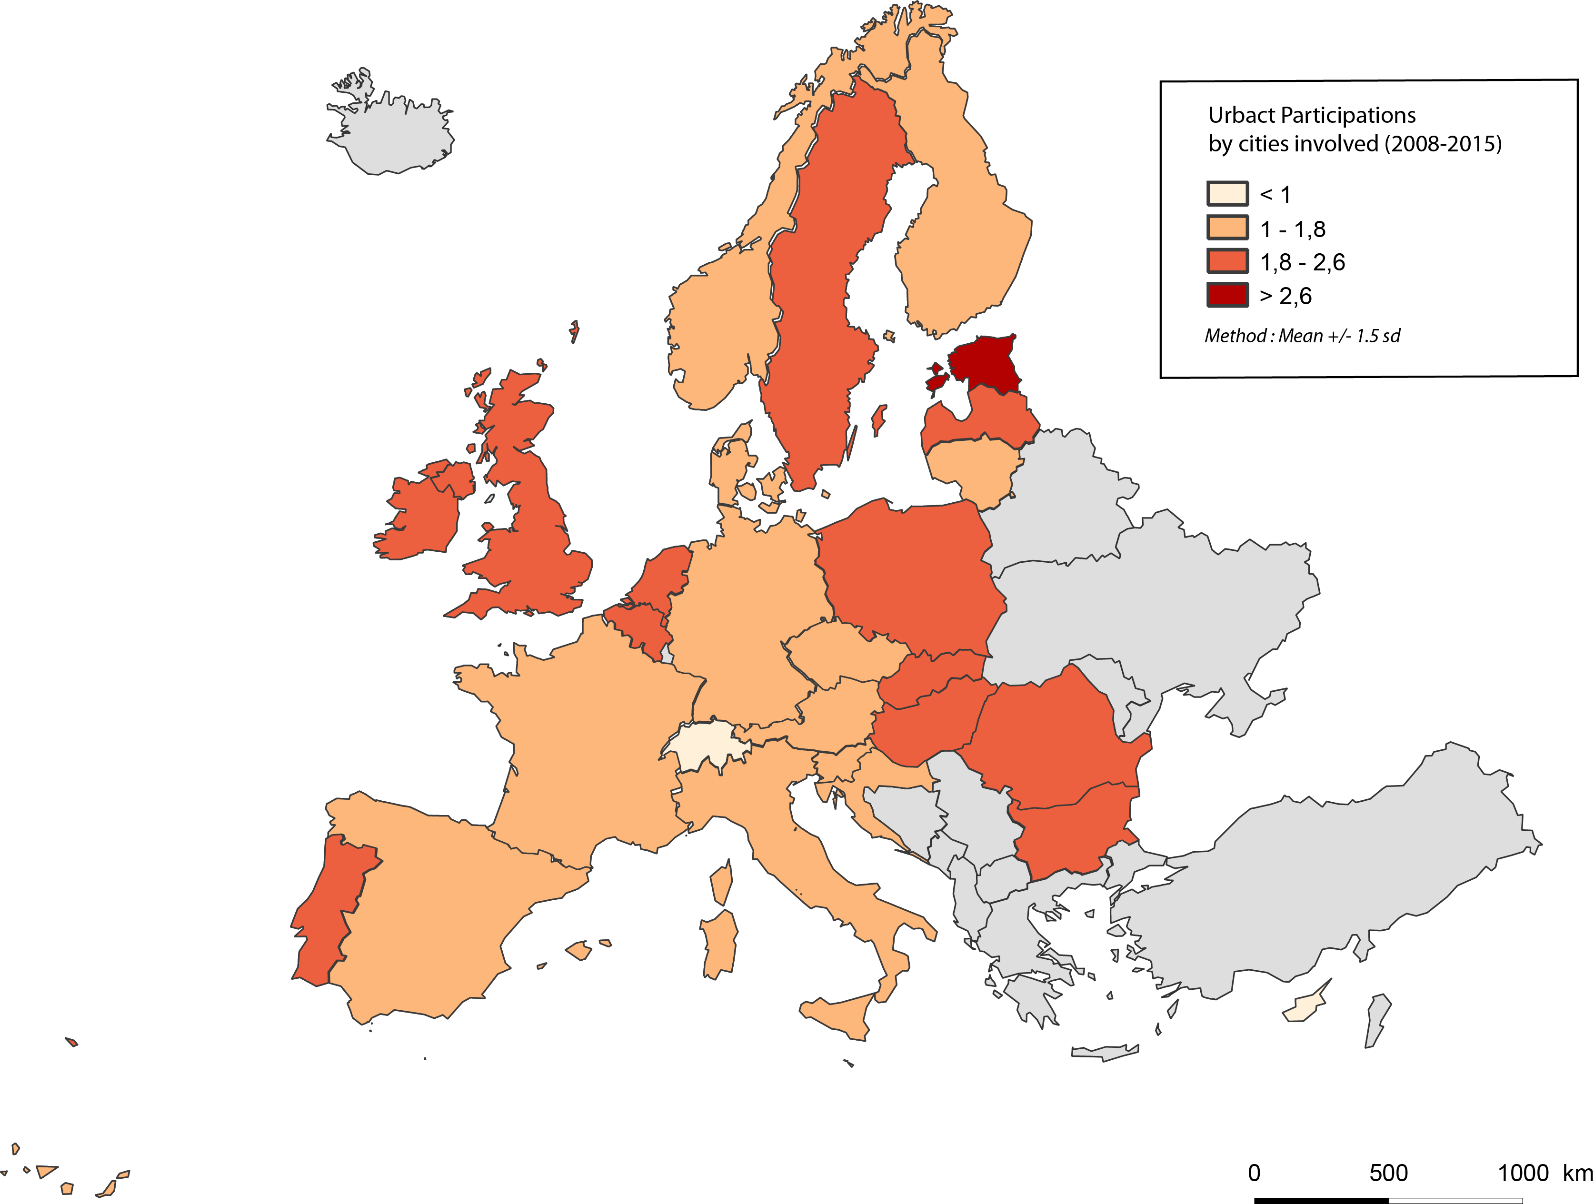 Urbact Participations
by cities involved (2008-2015)
< 1
1 - 1,8
1,8 - 2,6
> 2,6
Method : Mean +/- 1.5 sd
0 500 1000 km